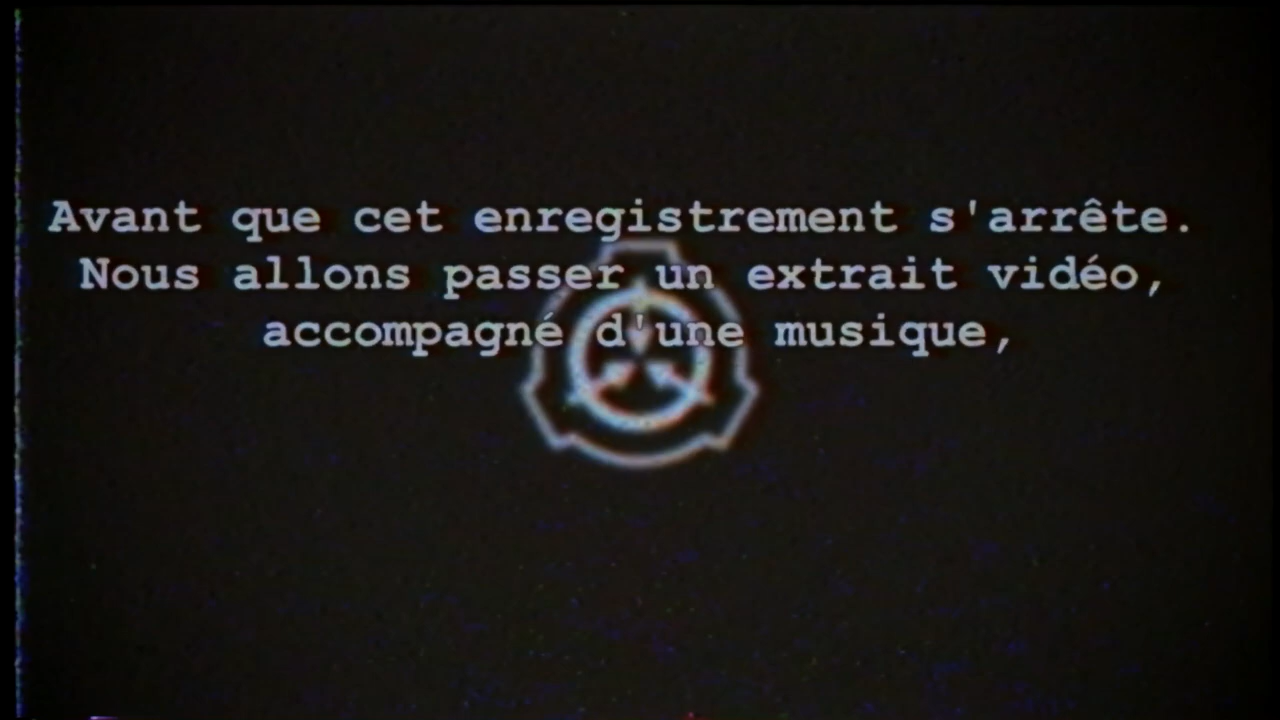 Avant que cet enregistrement s'arrête.
Nous allons passer un extrait vidéo,
accompagné d'une musique,